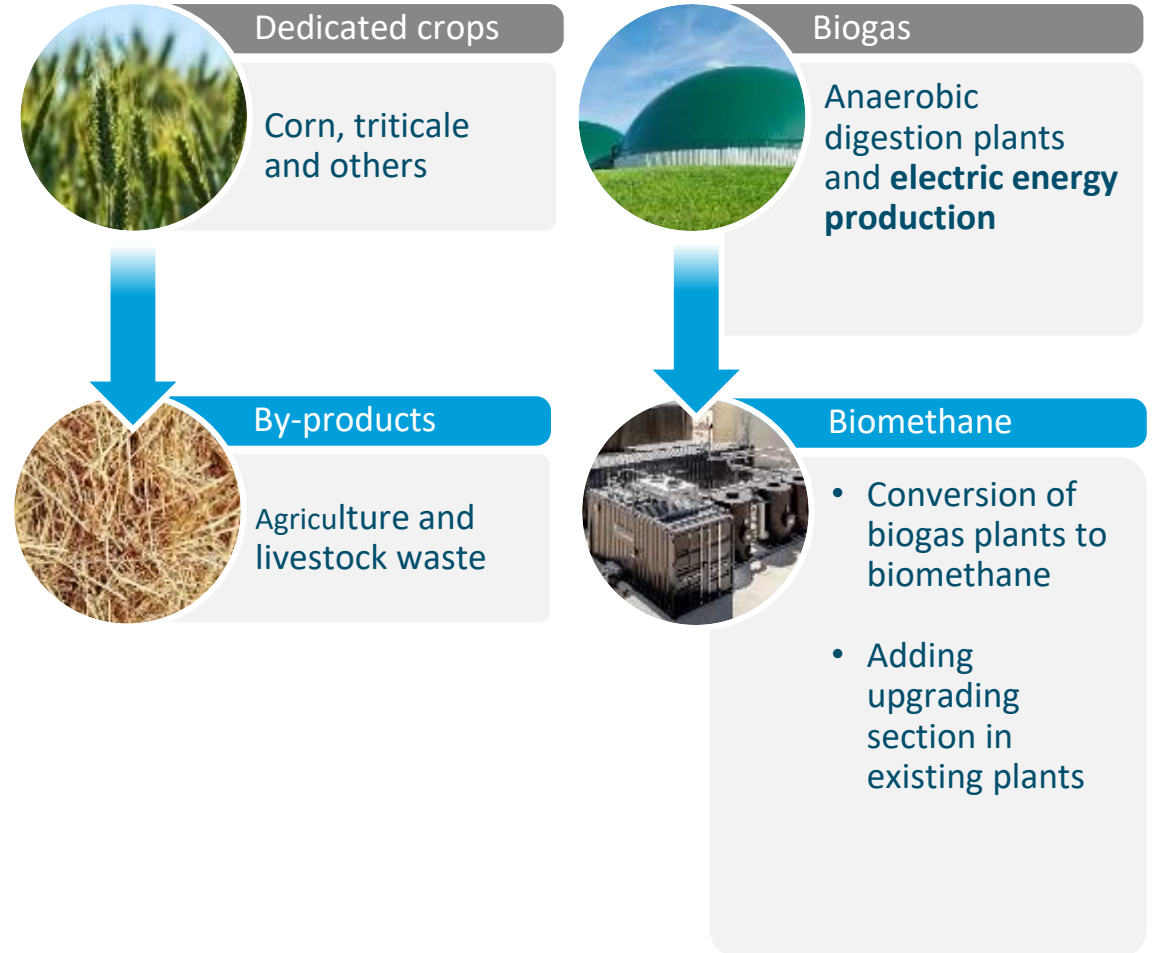 Dedicated crops
Corn, triticale
and others
By-products
Agriculture and
livestock waste
Biogas
Anaerobic
digestion plants
and electric energy
production
Biomethane
• Conversion of
biogas plants to
biomethane
• Adding
upgrading
section in
existing plants